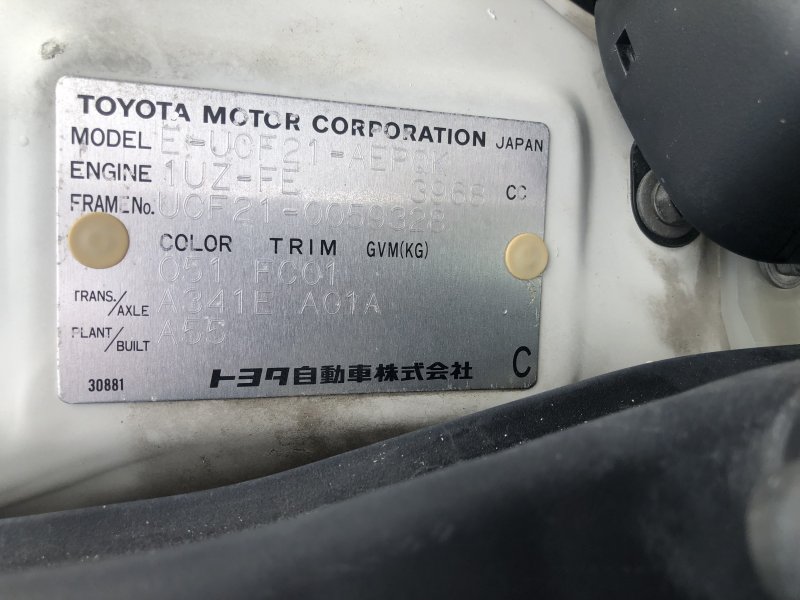 TOYOTA MOTOR CORPORATION JAPAN
MODEL E-UCF21-AEPQK
ENGINE 1UZ-FE 3968 CC
FRAME No. UCF21-0059328
COLOR TRIM GVM(KG)
051 FC01
TRANS./AXLE A341E A01A
PLANT/BUILT A55
30881 トヨタ自動車株式会社 C